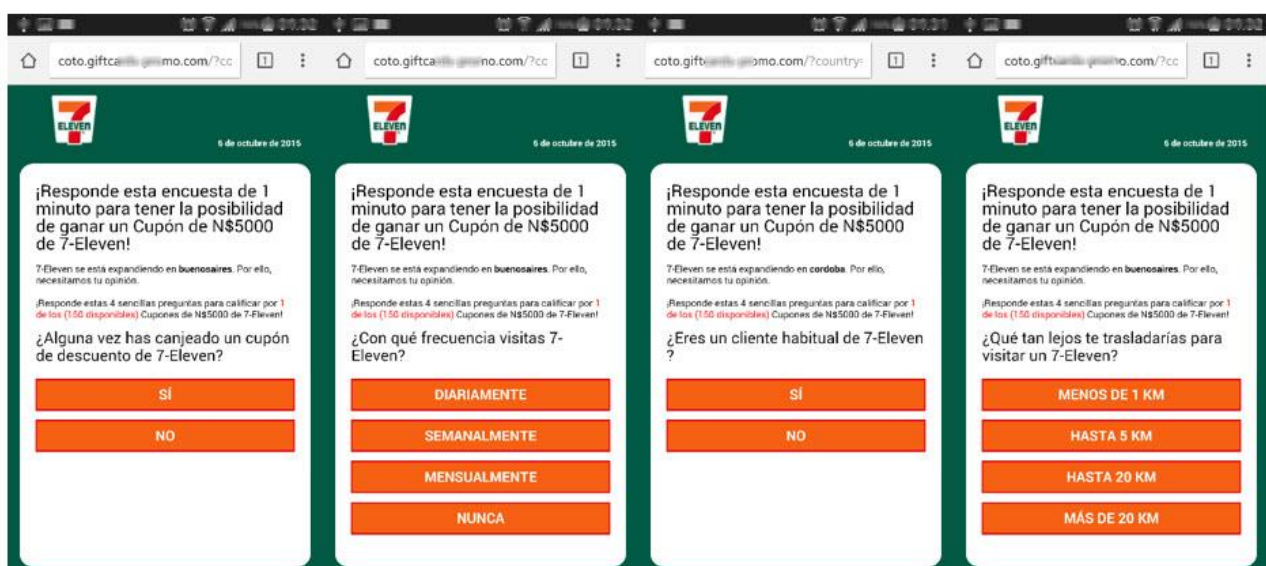 coto.giftca mo.com/?cc
1
7
ELEVEN
6 de octubre de 2015
¡Responde esta encuesta de 1
minuto para tener la posibilidad
de ganar un Cupón de N$5000
de 7-Eleven!
7-Eleven se está expandiendo en buenosaires. Por ello,
necesitamos tu opinión.
¡Responde estas 4 sencillas preguntas para calificar por 1
de los (150 disponibles) Cupones de N$5000 de 7-Eleven!
¿Alguna vez has canjeado un cupón
de descuento de 7-Eleven?
SÍ
NO
coto.giftca no.com/?cc
1
7
ELEVEN
6 de octubre de 2015
¡Responde esta encuesta de 1
minuto para tener la posibilidad
de ganar un Cupón de N$5000
de 7-Eleven!
7-Eleven se está expandiendo en buenosaires. Por ello,
necesitamos tu opinión.
¡Responde estas 4 sencillas preguntas para calificar por 1
de los (150 disponibles) Cupones de N$5000 de 7-Eleven!
¿Con qué frecuencia visitas 7-
Eleven?
DIARIAMENTE
SEMANALMENTE
MENSUALMENTE
NUNCA
coto.gift omo.com/?country=
1
7
ELEVEN
6 de octubre de 2015
¡Responde esta encuesta de 1
minuto para tener la posibilidad
de ganar un Cupón de N$5000
de 7-Eleven!
7-Eleven se está expandiendo en cordoba. Por ello,
necesitamos tu opinión.
¡Responde estas 4 sencillas preguntas para calificar por 1
de los (150 disponibles) Cupones de N$5000 de 7-Eleven!
¿Eres un cliente habitual de 7-Eleven
?
SÍ
NO
coto.gift o.com/?cc
1
7
ELEVEN
6 de octubre de 2015
¡Responde esta encuesta de 1
minuto para tener la posibilidad
de ganar un Cupón de N$5000
de 7-Eleven!
7-Eleven se está expandiendo en buenosaires. Por ello,
necesitamos tu opinión.
¡Responde estas 4 sencillas preguntas para calificar por 1
de los (150 disponibles) Cupones de N$5000 de 7-Eleven!
¿Qué tan lejos te trasladarías para
visitar un 7-Eleven?
MENOS DE 1 KM
HASTA 5 KM
HASTA 20 KM
MÁS DE 20 KM